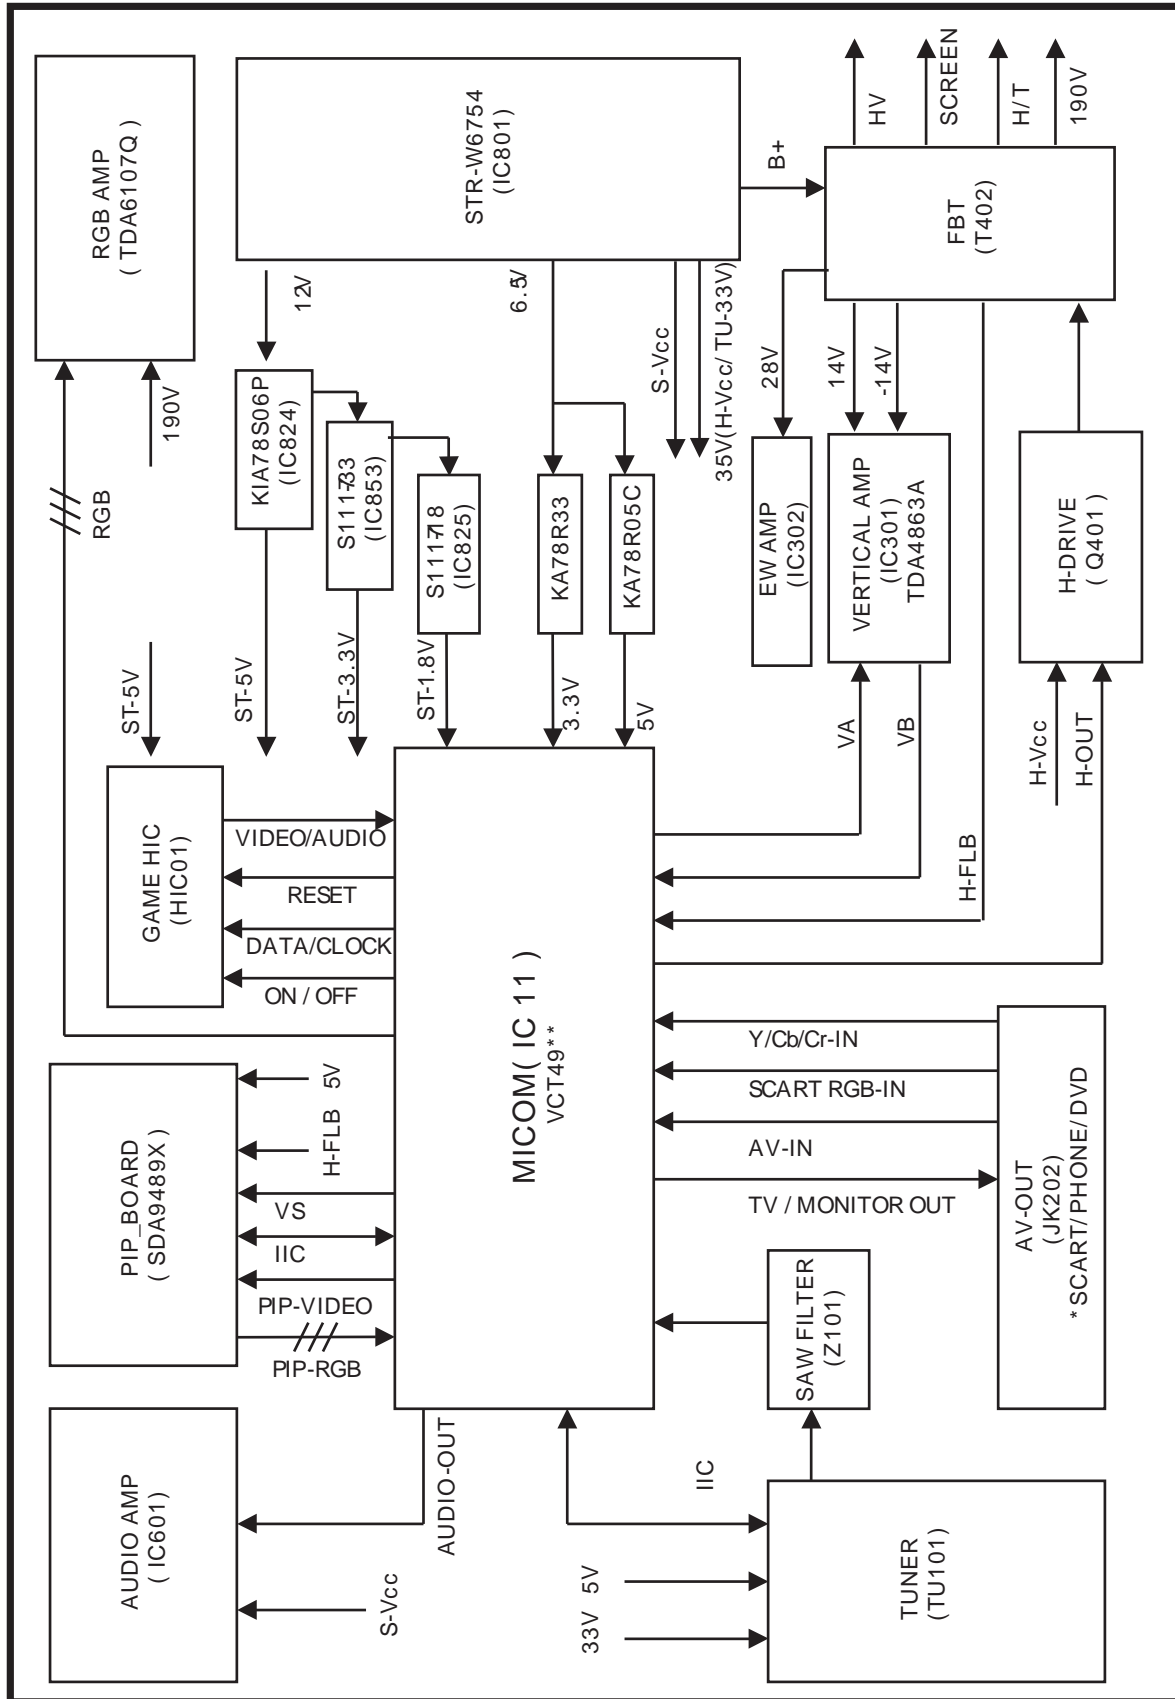 RGB AMP
( TDA6107Q )
190V
RGB
STR-W6754
(IC801)
12V
6.5V
S-Vcc
35V(H-Vcc/ TU-33V)
B+
HV
SCREEN
H/T
190V
FBT
(T402)
28V
14V
-14V
KIA78S06P
(IC824)
S111733
(IC853)
S111718
(IC825)
KA78R33
KA78R05C
EW AMP
(IC302)
VERTICAL AMP
(IC301)
TDA4863A
H-DRIVE
( Q401 )
ST-5V
ST-5V
ST-3.3V
ST-1.8V
3.3V
5V
VA
VB
H-FLB
H-Vcc
H-OUT
GAME HIC
(HIC01)
VIDEO/AUDIO
RESET
DATA/CLOCK
ON / OFF
MICOM( IC 11 )
VCT49**
Y/Cb/Cr-IN
SCART RGB-IN
AV-IN
TV / MONITOR OUT
AV-OUT
(JK202)
* SCART/ PHONE/ DVD
PIP_BOARD
( SDA9489X )
5V
H-FLB
VS
IIC
PIP-VIDEO
PIP-RGB
SAW FILTER
(Z101)
AUDIO AMP
( IC601)
AUDIO-OUT
S-Vcc
IIC
5V
33V
TUNER
(TU101)